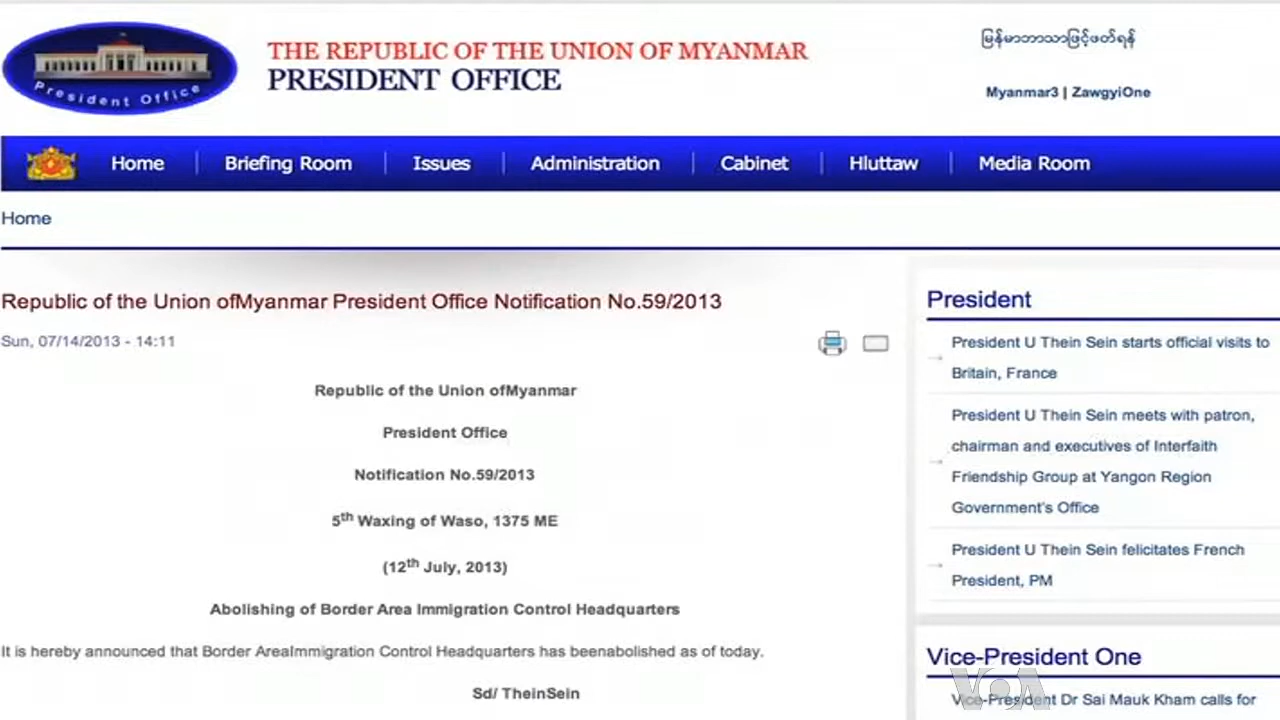 President Office
THE REPUBLIC OF THE UNION OF MYANMAR
PRESIDENT OFFICE
မြန်မာဘာသာဖြင့်ဖတ်ရန်
Myanmar3 | ZawgyiOne
Home
Briefing Room
Issues
Administration
Cabinet
Hluttaw
Media Room
Home
Republic of the Union ofMyanmar President Office Notification No.59/2013
Sun, 07/14/2013 - 14:11
Republic of the Union ofMyanmar
President Office
Notification No.59/2013
5th Waxing of Waso, 1375 ME
(12th July, 2013)
Abolishing of Border Area Immigration Control Headquarters
It is hereby announced that Border AreaImmigration Control Headquarters has beenabolished as of today.
Sd/ TheinSein
President
President U Thein Sein starts official visits to
Britain, France
President U Thein Sein meets with patron,
chairman and executives of Interfaith
Friendship Group at Yangon Region
Government's Office
President U Thein Sein felicitates French
President, PM
Vice-President One
Vice-President Dr Sai Mauk Kham calls for
VOA